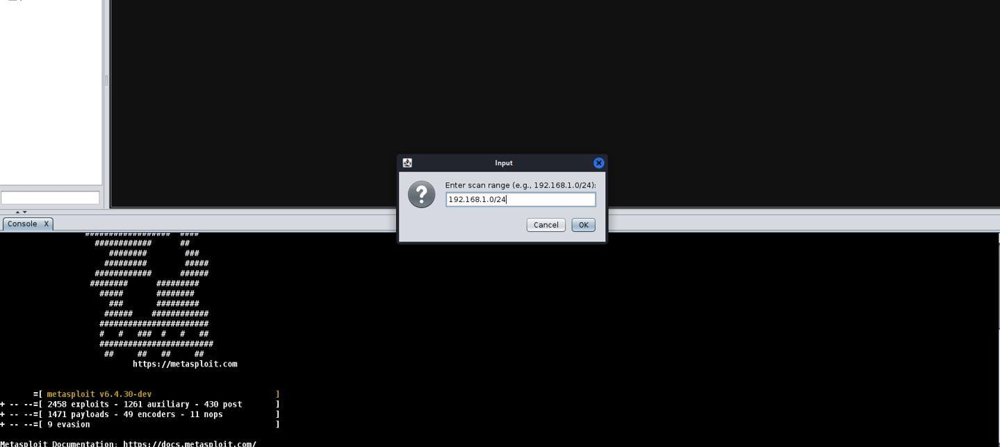 Input
Enter scan range (e.g., 192.168.1.0/24):
192.168.1.0/24
Cancel
OK
Console X
################## ####
############ ##
######## ###
######### #####
############ ######
######## #########
##### ########
### #########
###### ############
#######################
# # ### # # ##
########################
## ## ## ##
https://metasploit.com
=[ metasploit v6.4.30-dev ]
+ -- --=[ 2458 exploits - 1261 auxiliary - 430 post ]
+ -- --=[ 1471 payloads - 49 encoders - 11 nops ]
+ -- --=[ 9 evasion ]
Metasploit Documentation: https://docs.metasploit.com/